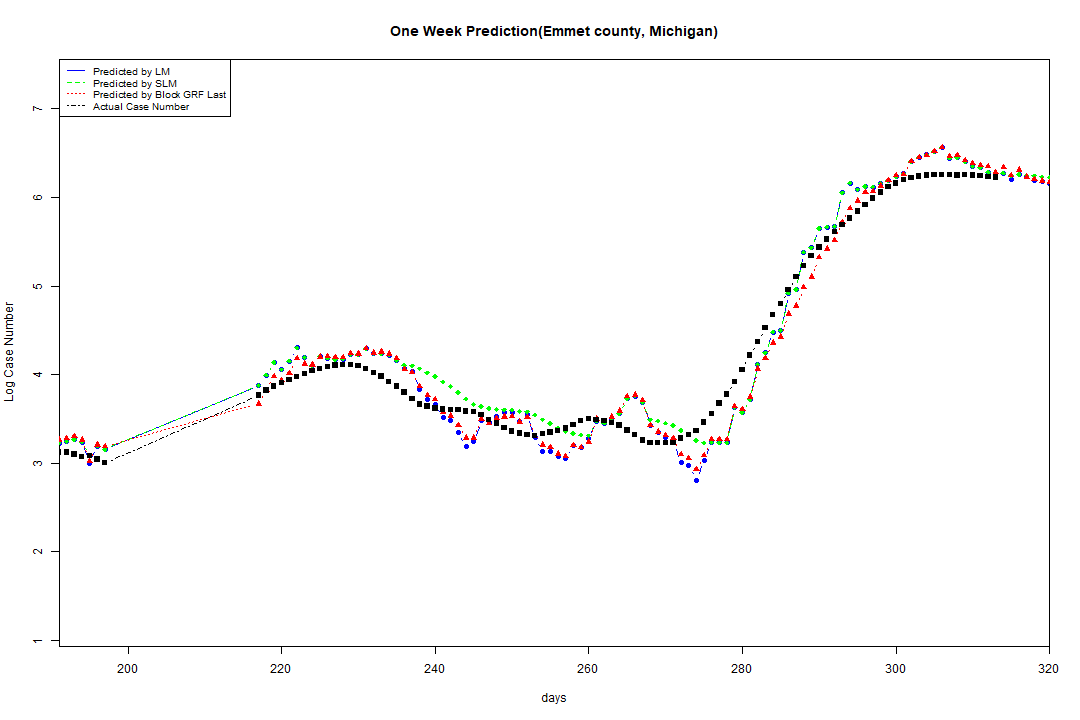 One Week Prediction(Emmet county, Michigan)
Predicted by LM
Predicted by SLM
Predicted by Block GRF Last
Actual Case Number
7
6
5
4
3
2
1
Log Case Number
200 220 240 260 280 300 320
days